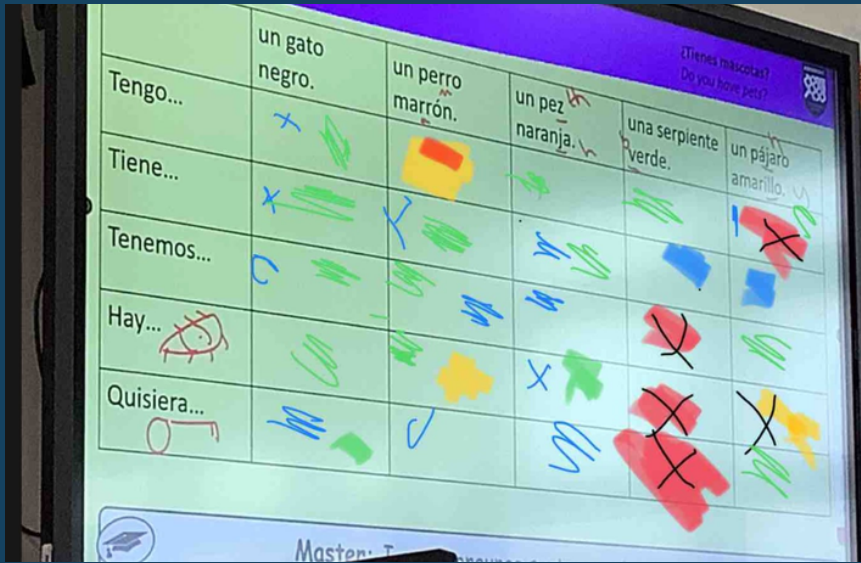 ¿Tienes mascotas?
Do you have pets?
un gato
negro.
un perro
marrón.
un pez
naranja.
una serpiente
verde.
un pájaro
amarillo.
Tengo...
Tiene...
Tenemos...
Hay...
Quisiera...
Master: